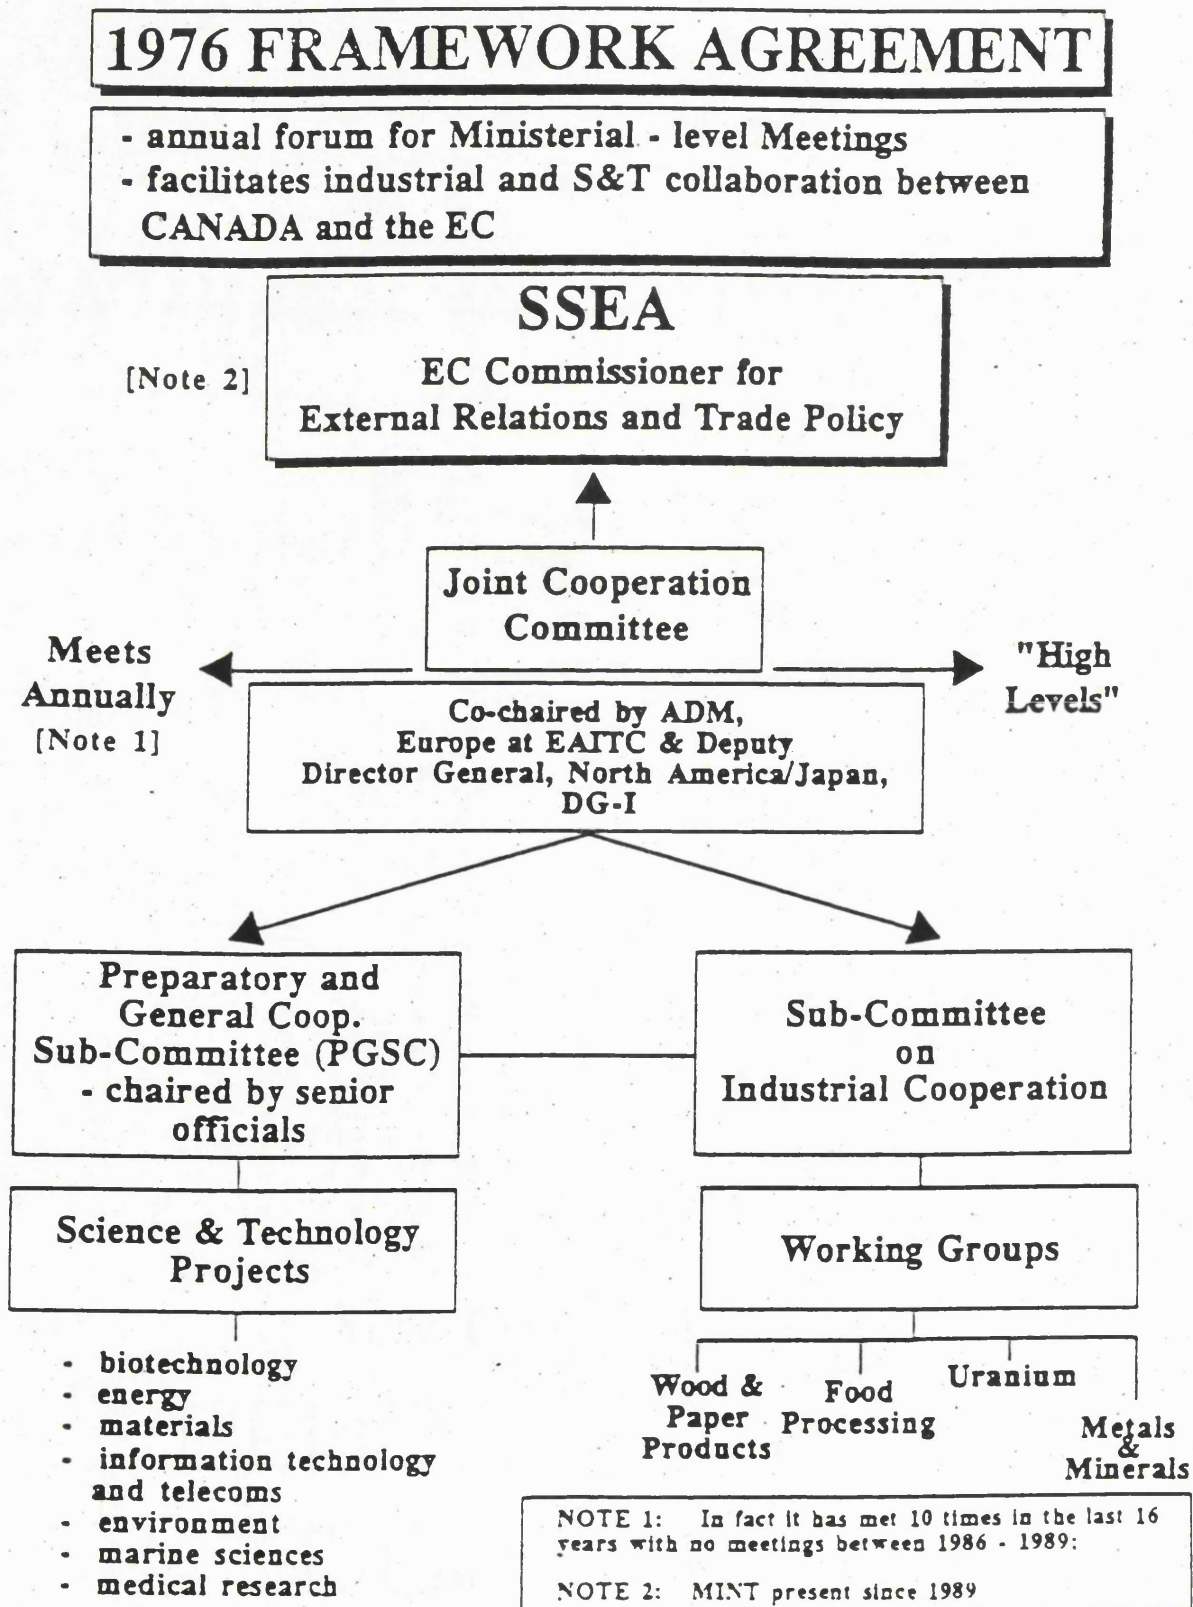 1976 FRAMEWORK AGREEMENT
- annual forum for Ministerial - level Meetings
- facilitates industrial and S&T collaboration between
CANADA and the EC
SSEA
[Note 2]
EC Commissioner for
External Relations and Trade Policy
Joint Cooperation
Committee
Meets
Annually
[Note 1]
"High
Levels"
Co-chaired by ADM,
Europe at EAITC & Deputy
Director General, North America/Japan,
DG-I
Preparatory and
General Coop.
Sub-Committee (PGSC)
- chaired by senior
officials
Sub-Committee
on
Industrial Cooperation
Science & Technology
Projects
Working Groups
- biotechnology
- energy
- materials
- information technology
and telecoms
- environment
- marine sciences
- medical research
Wood &
Paper
Products
Food
Processing
Uranium
Metals
&
Minerals
NOTE 1: In fact it has met 10 times in the last 16
years with no meetings between 1986 - 1989:
NOTE 2: MINT present since 1989